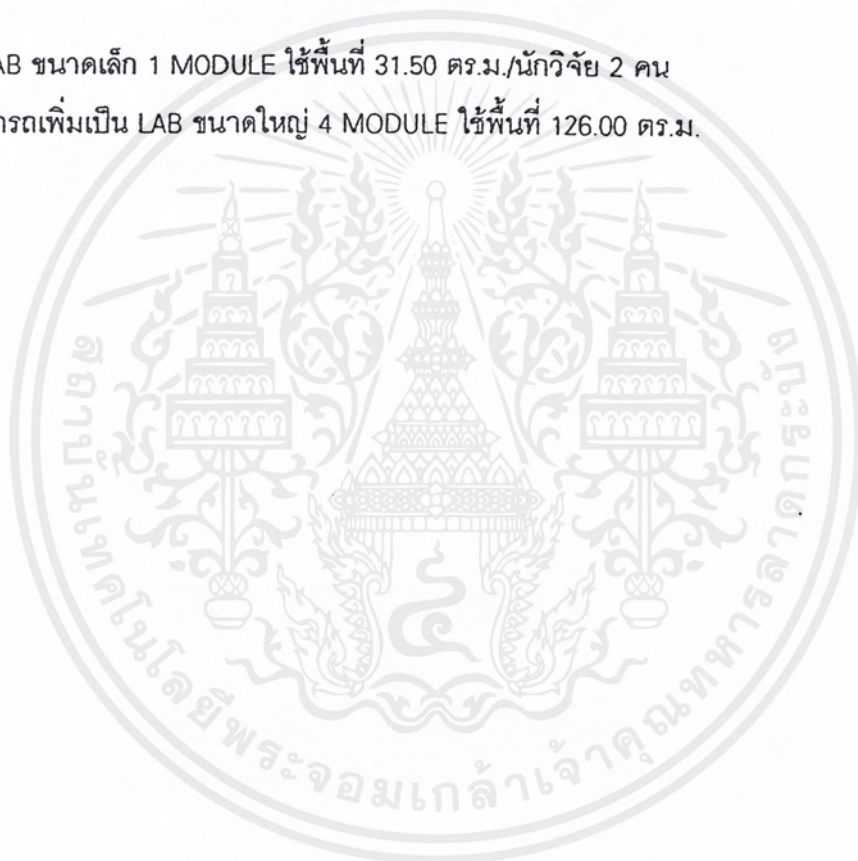 AB ขนาดเล็ก 1 MODULE ใช้พื้นที่ 31.50 ตร.ม./นักวิจัย 2 คน
ารถเพิ่มเป็น LAB ขนาดใหญ่ 4 MODULE ใช้พื้นที่ 126.00 ตร.ม.
สถาบันเทคโนโลยีพระจอมเกล้าเจ้าคุณทหารลาดกระบัง